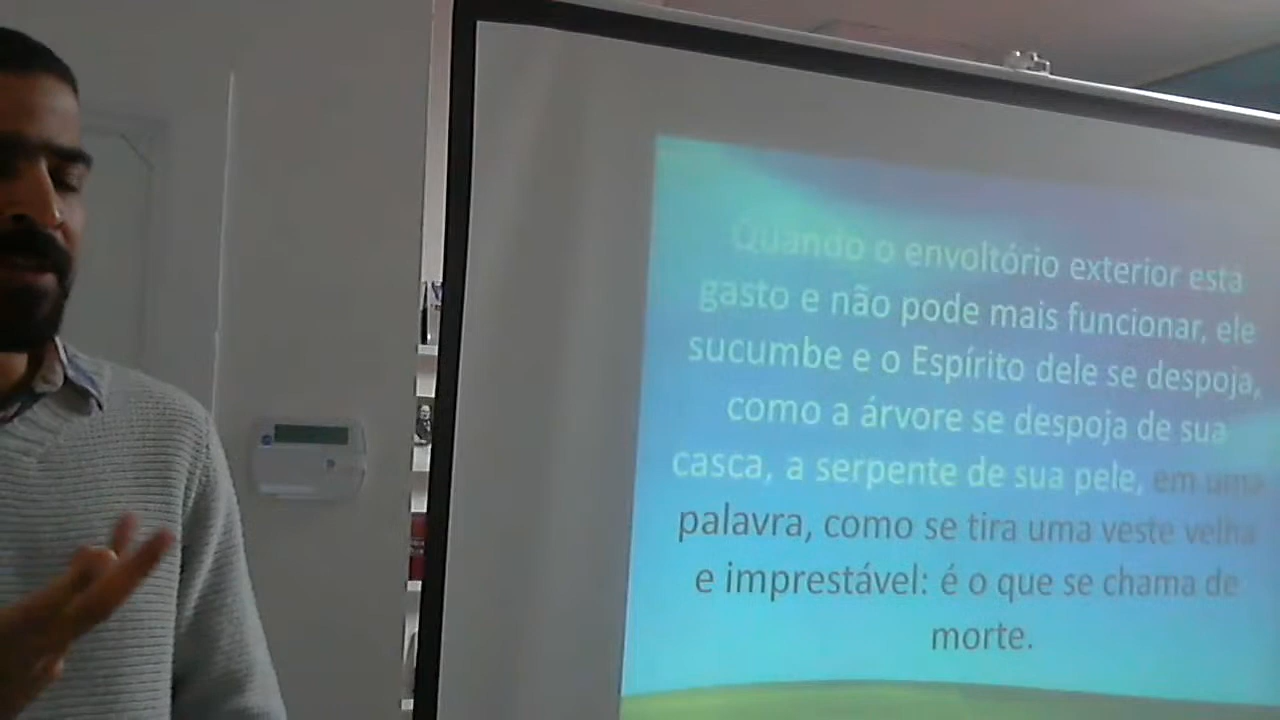 Quando o envoltório exterior está
gasto e não pode mais funcionar, ele
sucumbe e o Espírito dele se despoja,
como a árvore se despoja de sua
casca, a serpente de sua pele, em uma
palavra, como se tira uma veste velha
e imprestável: é o que se chama de
morte.